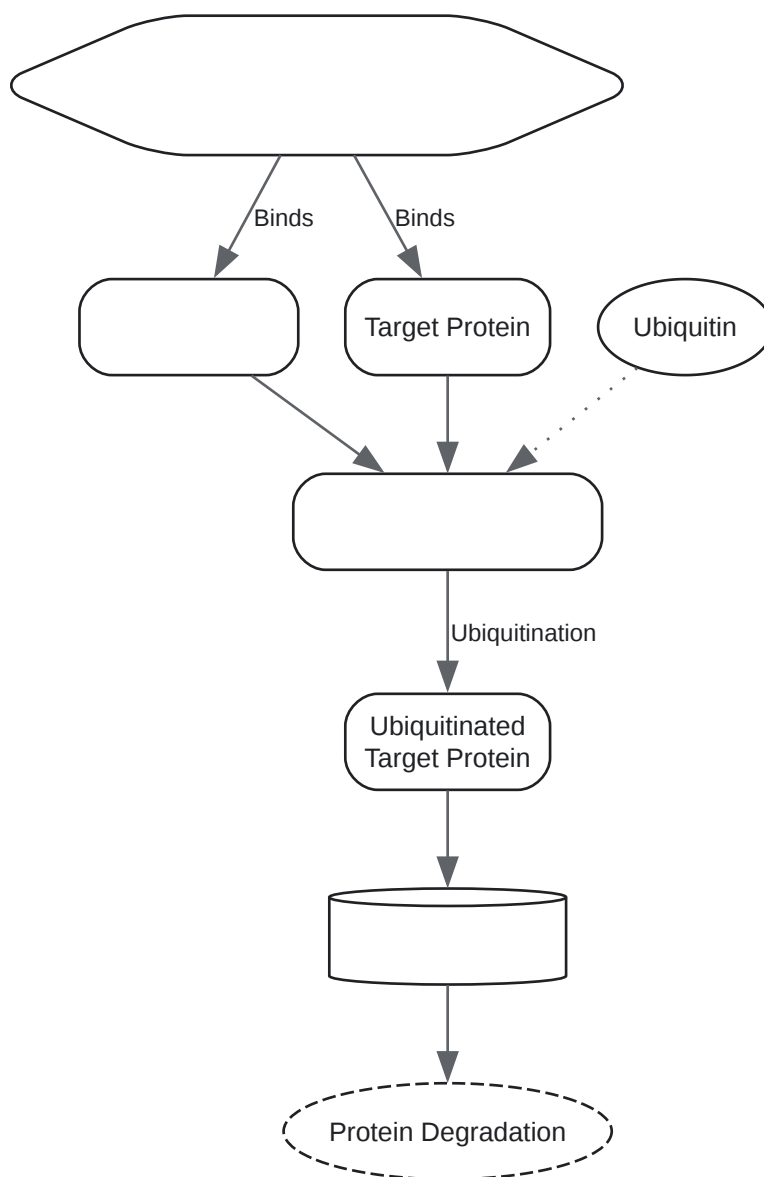 Binds
Binds
Target Protein
Ubiquitin
Ubiquitination
Ubiquitinated
Target Protein
Protein Degradation